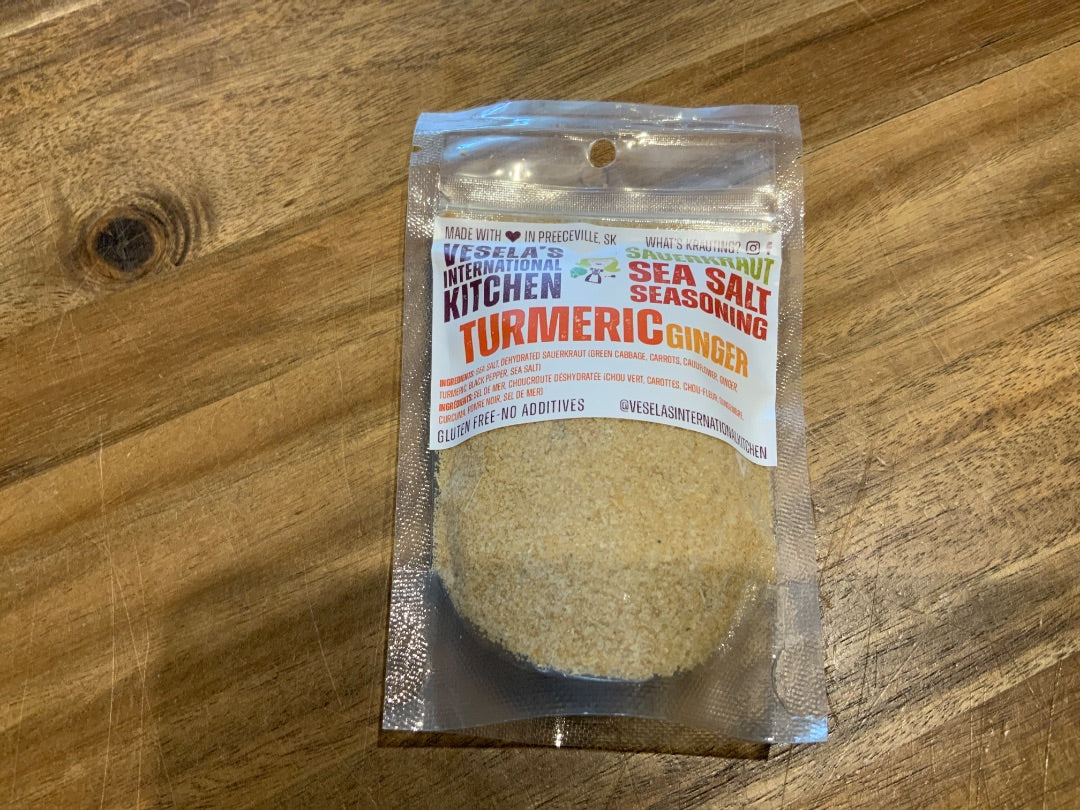 MADE WITH ♥ IN PREECEVILLE, SK
WHAT'S KRAUTING?
VESELA'S
INTERNATIONAL
KITCHEN
SAUERKRAUT
SEA SALT
SEASONING
TURMERIC GINGER
INGREDIENTS: SEA SALT, DEHYDRATED SAUERKRAUT (GREEN CABBAGE, CARROTS, CAULIFLOWER, GINGER,
TURMERIC, BLACK PEPPER, SEA SALT)
INGRÉDIENTS: SEL DE MER, CHOUCROUTE DÉSHYDRATÉE (CHOU VERT, CAROTTES, CHOU-FLEUR, GINGEMBRE,
CURCUMA, POIVRE NOIR, SEL DE MER)
GLUTEN FREE-NO ADDITIVES
@VESELASINTERNATIONALKITCHEN